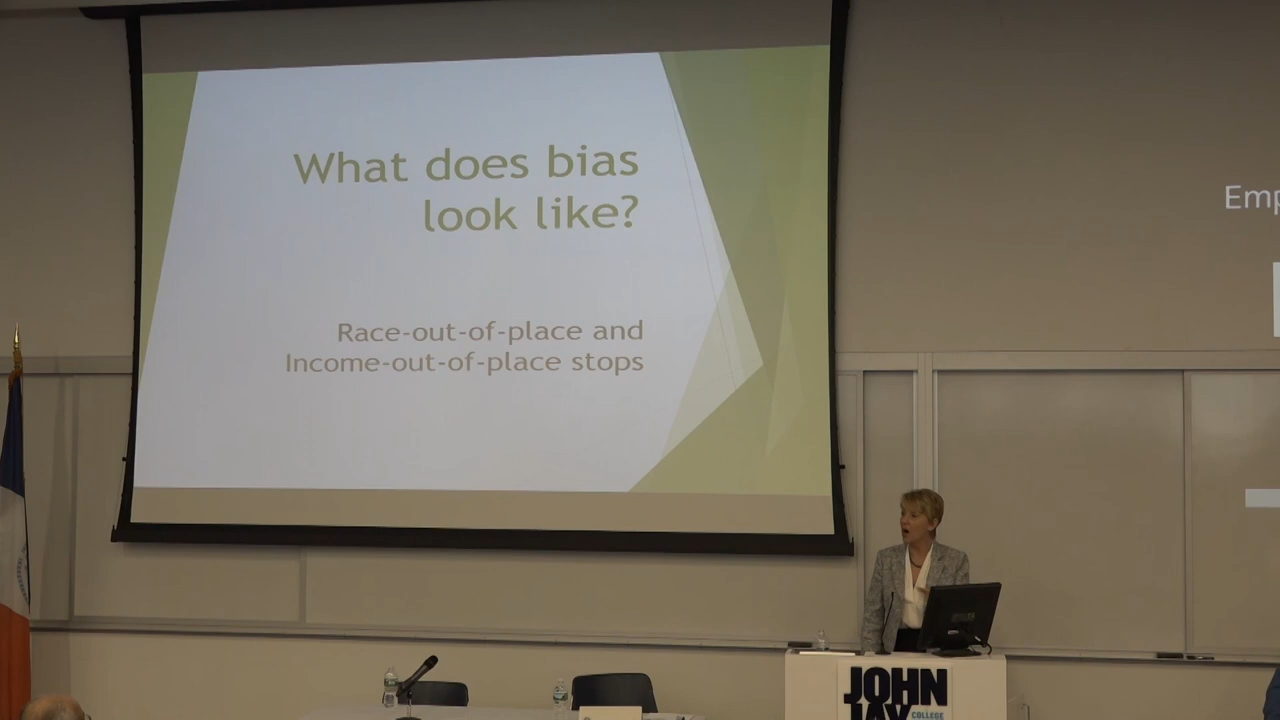 What does bias
look like?
Race-out-of-place and
Income-out-of-place stops
Emp
JOHN
JAY
COLLEGE